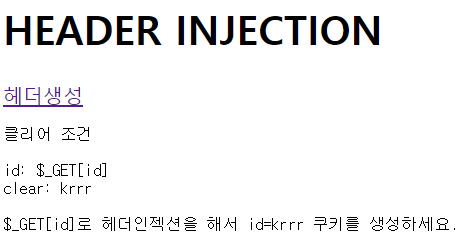 HEADER INJECTION
헤더생성
클리어 조건
id: $_GET[id]
clear: krrr
$_GET[id]로 헤더인젝션을 해서 id=krrr 쿠키를 생성하세요.